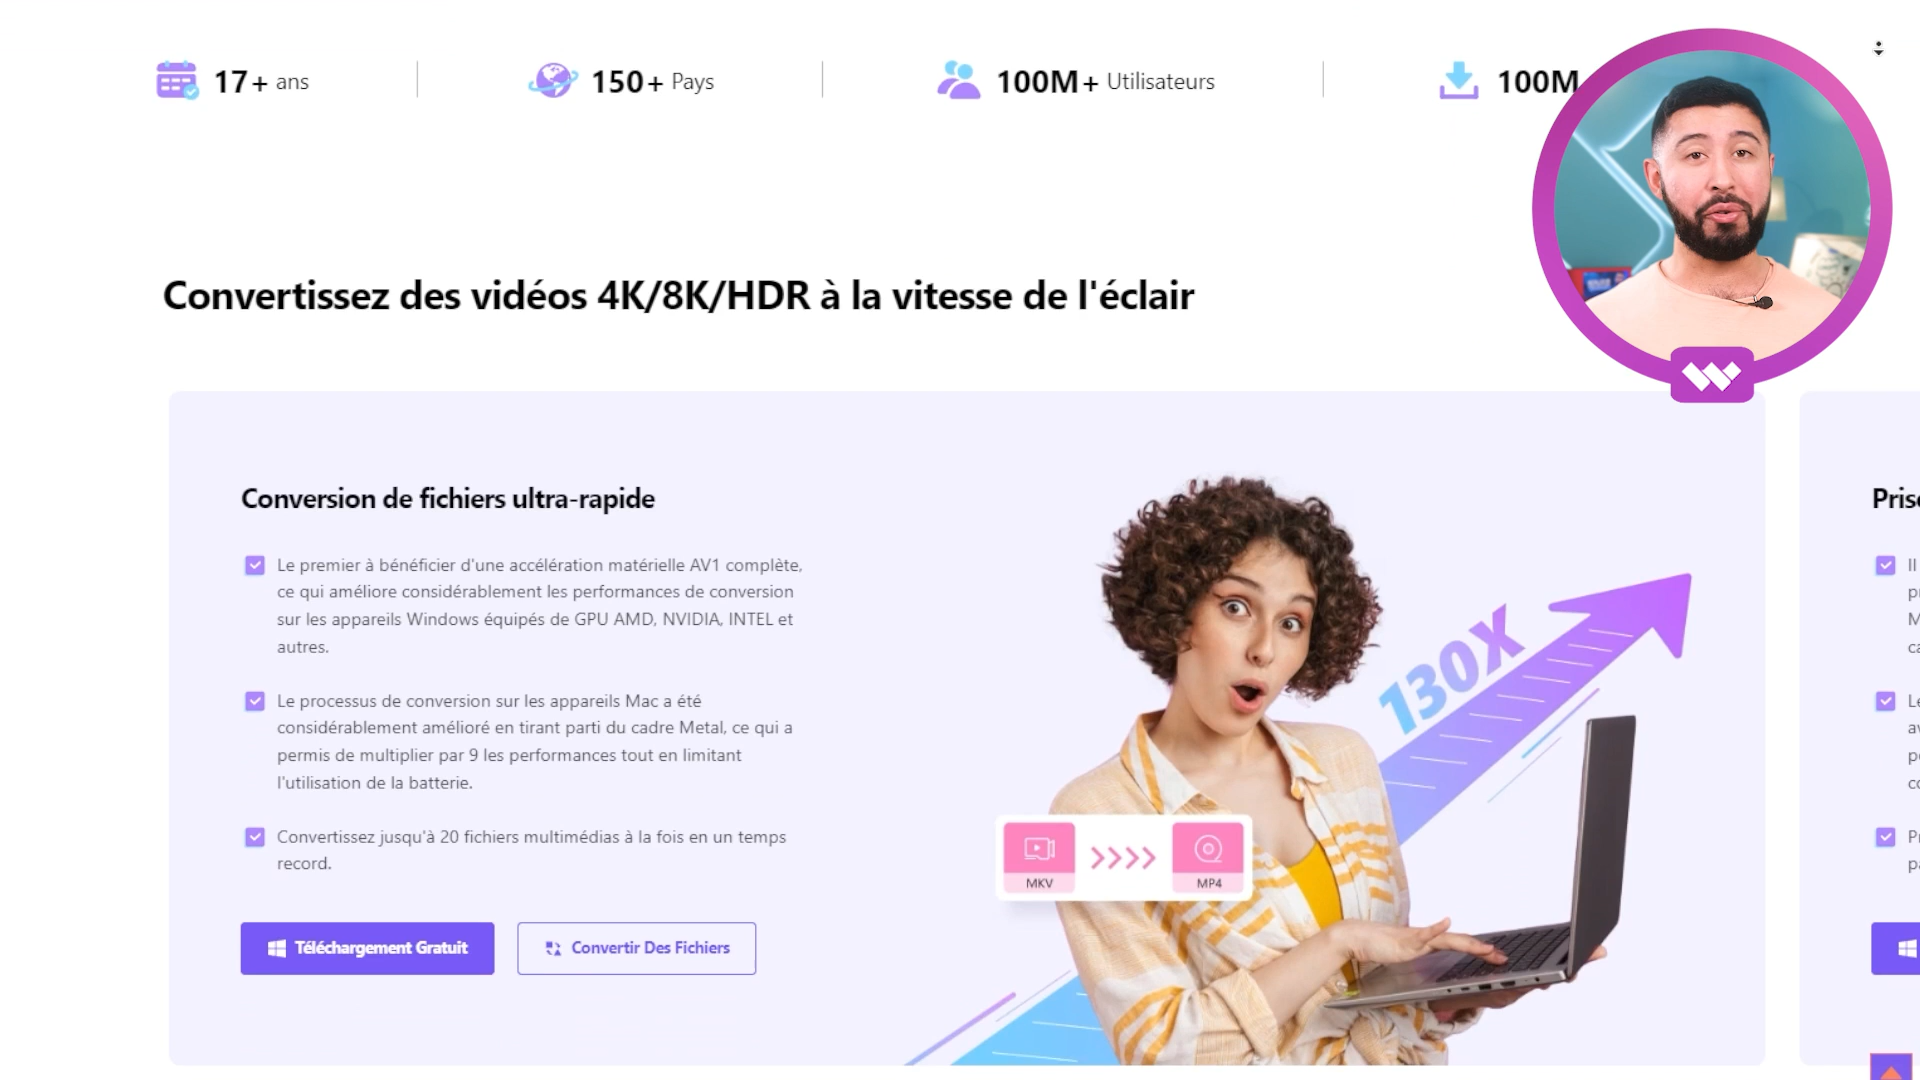 17+ ans
150+ Pays
100M+ Utilisateurs
100M
Convertissez des vidéos 4K/8K/HDR à la vitesse de l'éclair
Conversion de fichiers ultra-rapide
Le premier à bénéficier d'une accélération matérielle AV1 complète,
ce qui améliore considérablement les performances de conversion
sur les appareils Windows équipés de GPU AMD, NVIDIA, INTEL et
autres.
Le processus de conversion sur les appareils Mac a été
considérablement amélioré en tirant parti du cadre Metal, ce qui a
permis de multiplier par 9 les performances tout en limitant
l'utilisation de la batterie.
Convertissez jusqu'à 20 fichiers multimédias à la fois en un temps
record.
Téléchargement Gratuit
Convertir Des Fichiers
130X
MKV
MP4
Il